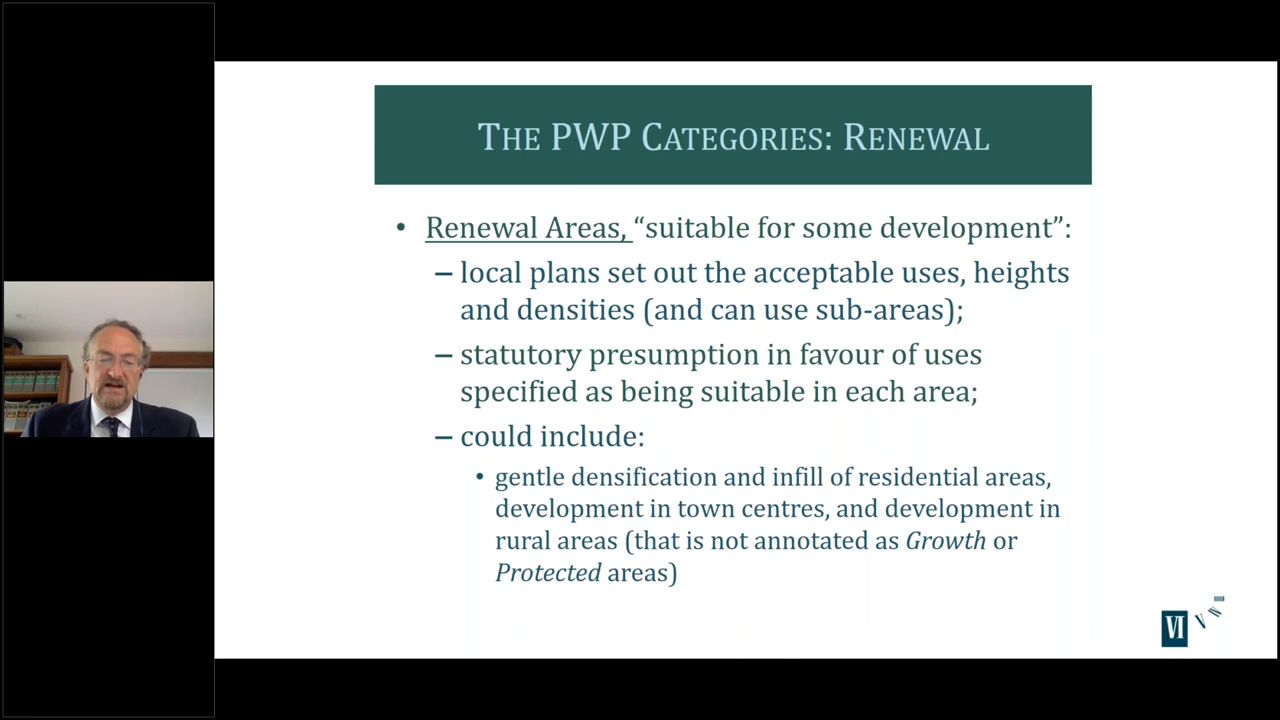 THE PWP CATEGORIES: RENEWAL
• Renewal Areas, “suitable for some development”:
– local plans set out the acceptable uses, heights
and densities (and can use sub-areas);
– statutory presumption in favour of uses
specified as being suitable in each area;
– could include:
• gentle densification and infill of residential areas,
development in town centres, and development in
rural areas (that is not annotated as Growth or
Protected areas)
VI